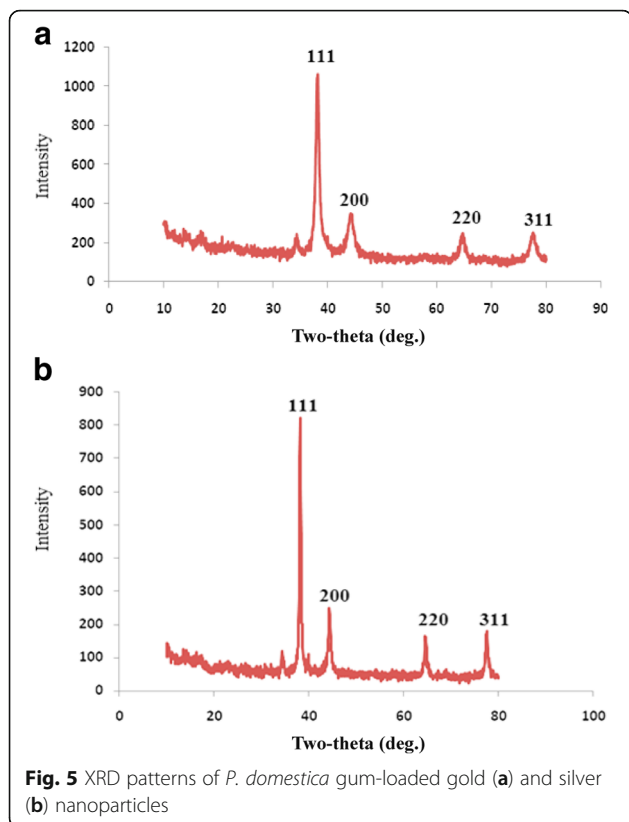 a
1200
1000
800
600
400
200
0
Intensity
111
200
220
311
0 10 20 30 40 50 60 70 80 90
Two-theta (deg.)
b
900
800
700
600
500
400
300
200
100
0
Intensity
111
200
220
311
0 20 40 60 80 100
Two-theta (deg.)
Fig. 5 XRD patterns of P. domestica gum-loaded gold (a) and silver
(b) nanoparticles